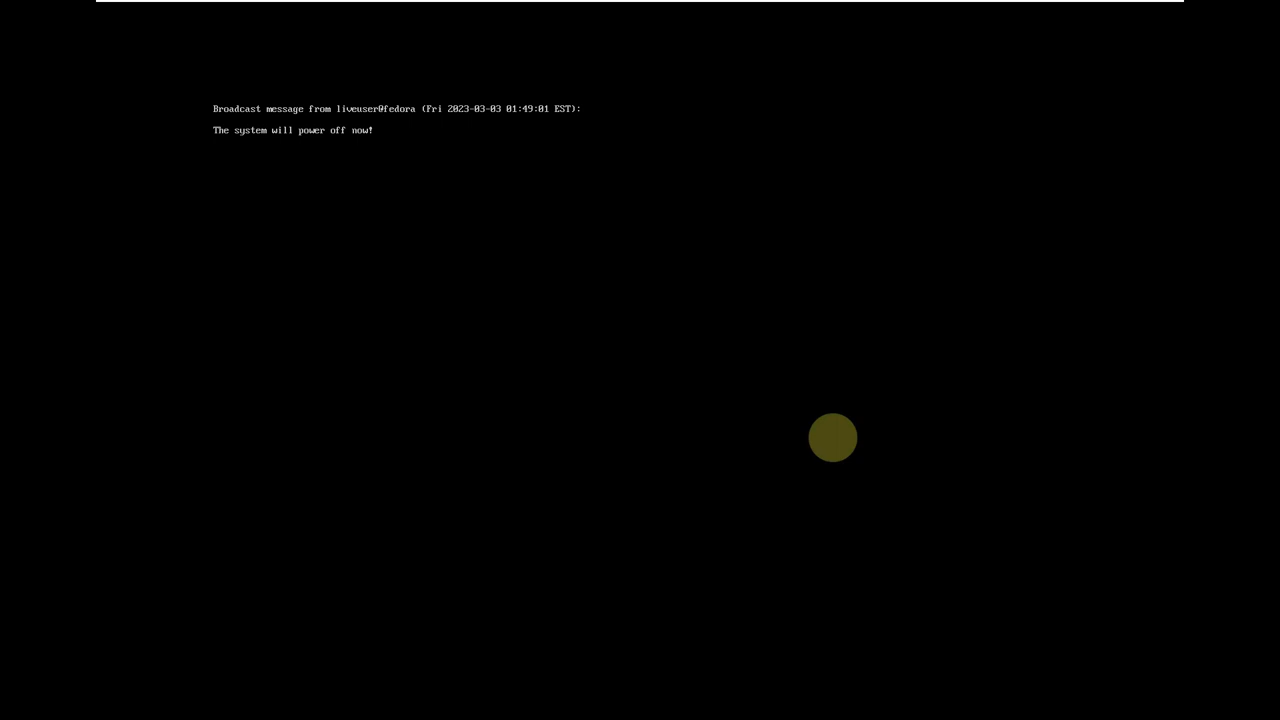 Broadcast message from liveuser@fedora (Fri 2023-03-03 01:49:01 EST):
The system will power off now!